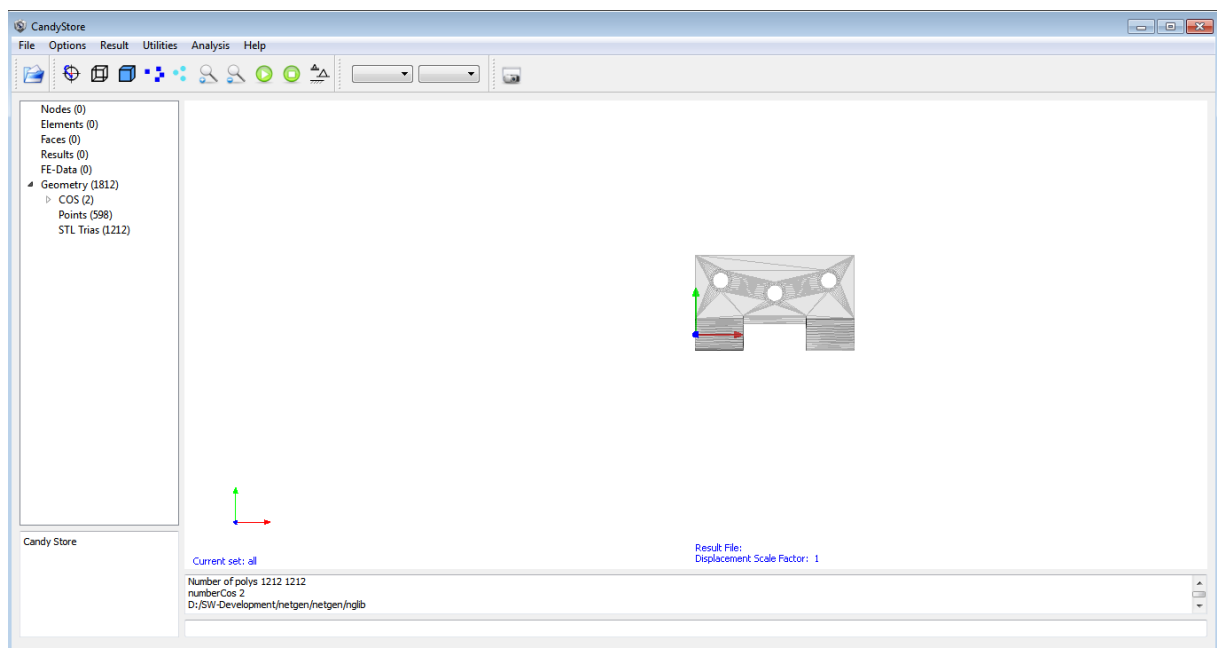 CandyStore
File Options Result Utilities Analysis Help
Nodes (0)
Elements (0)
Faces (0)
Results (0)
FE-Data (0)
Geometry (1812)
COS (2)
Points (598)
STL Trias (1212)
Candy Store
Current set: all
Result File:
Displacement Scale Factor: 1
Number of polys 1212 1212
numberCos 2
D:/SW-Development/netgen/netgen/nglib